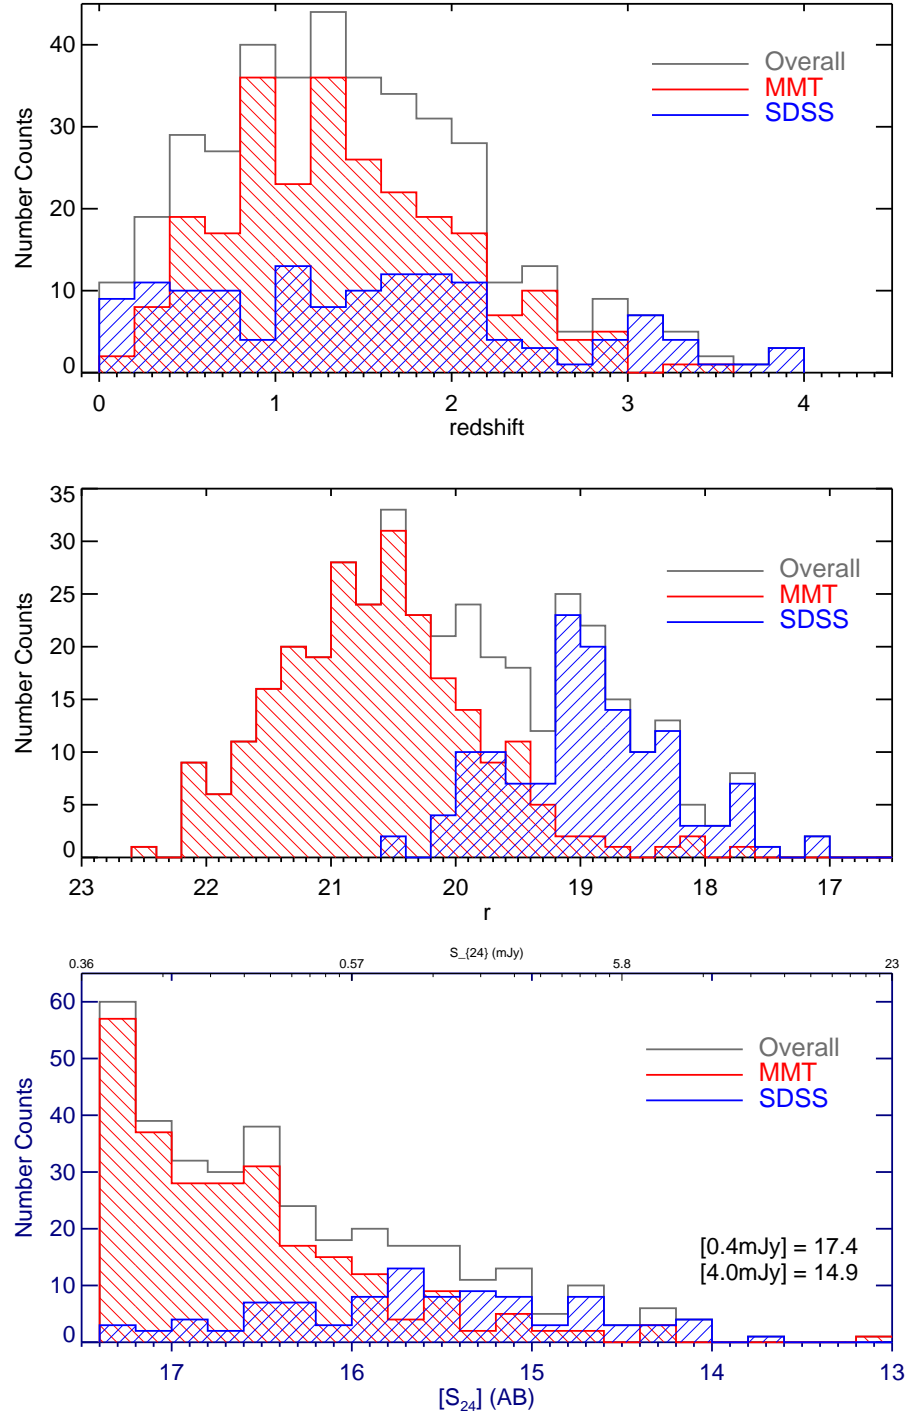 40
30
20
10
0
Number Counts
Overall
MMT
SDSS
0 1 2 3 4
redshift
35
30
25
20
15
10
5
0
Number Counts
Overall
MMT
SDSS
23 22 21 20 19 18 17
r
S_{24} (mJy)
0.36 0.57 5.8 23
60
50
40
30
20
10
0
Number Counts
Overall
MMT
SDSS
[0.4mJy] = 17.4
[4.0mJy] = 14.9
17 16 15 14 13
[S24] (AB)